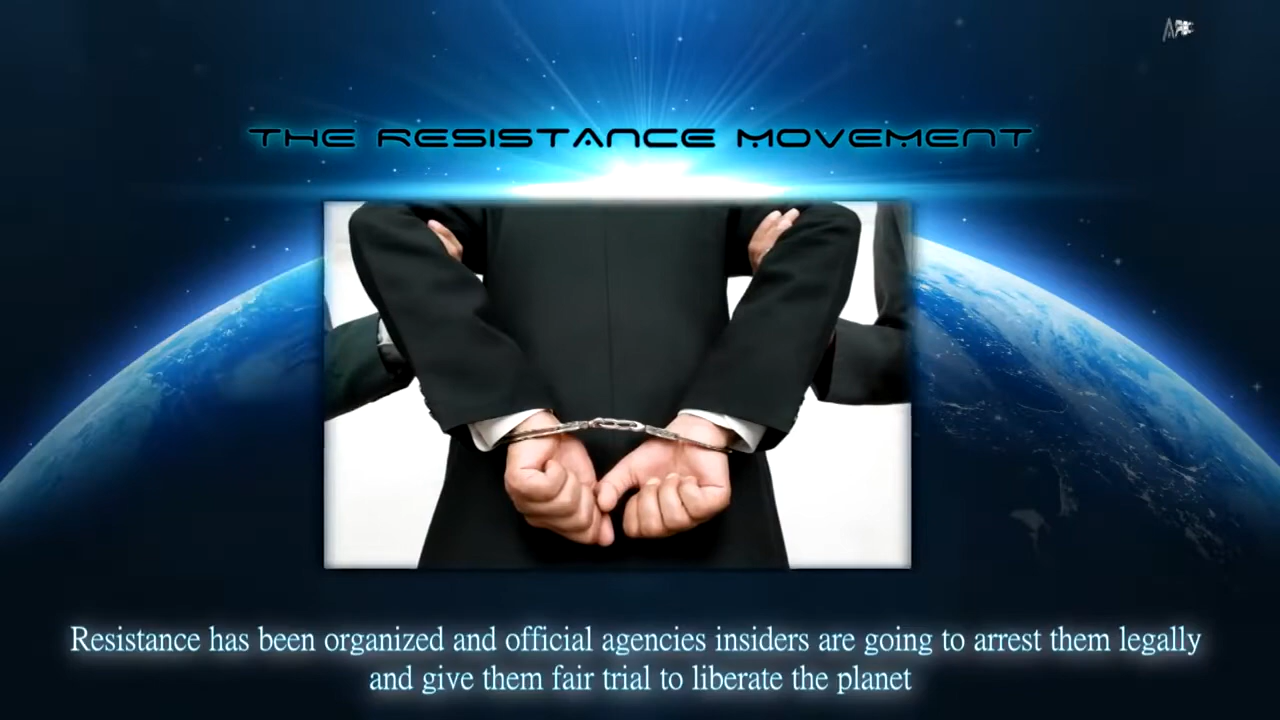 THE RESISTANCE MOVEMENT
Resistance has been organized and official agencies insiders are going to arrest them legally
and give them fair trial to liberate the planet